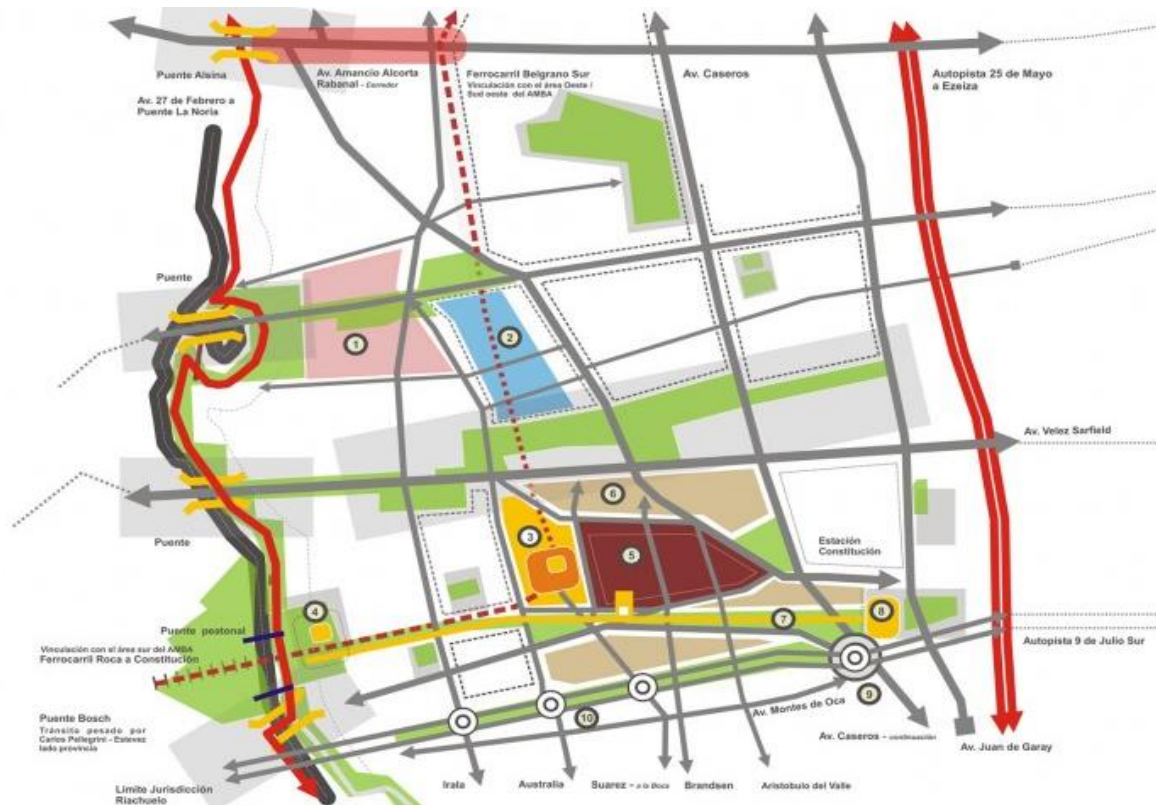 Puente Alsina
Av. 27 de Febrero a
Puente La Noria
Av. Amancio Alcorta
Rabanal - Corredor
Ferrocarril Belgrano Sur
Vinculación con el área Oeste /
Sud oeste del AMBA
Av. Caseros
Autopista 25 de Mayo
a Ezeiza
Puente
1
2
Av. Velez Sarfield
6
3
5
Puente
Estación
Constitución
4
7
8
Puente peatonal
Vinculación con el área sur del AMBA
Ferrocarril Roca a Constitución
Autopista 9 de Julio Sur
9
Puente Bosch
Tránsito pesado por
Carlos Pellegrini - Estevez
lado provincia
10
Av. Montes de Oca
Av. Caseros - continuación
Av. Juan de Garay
Límite Jurisdicción
Riachuelo
Irala
Australia
Suarez - a la Boca
Brandsen
Aristobulo del Valle